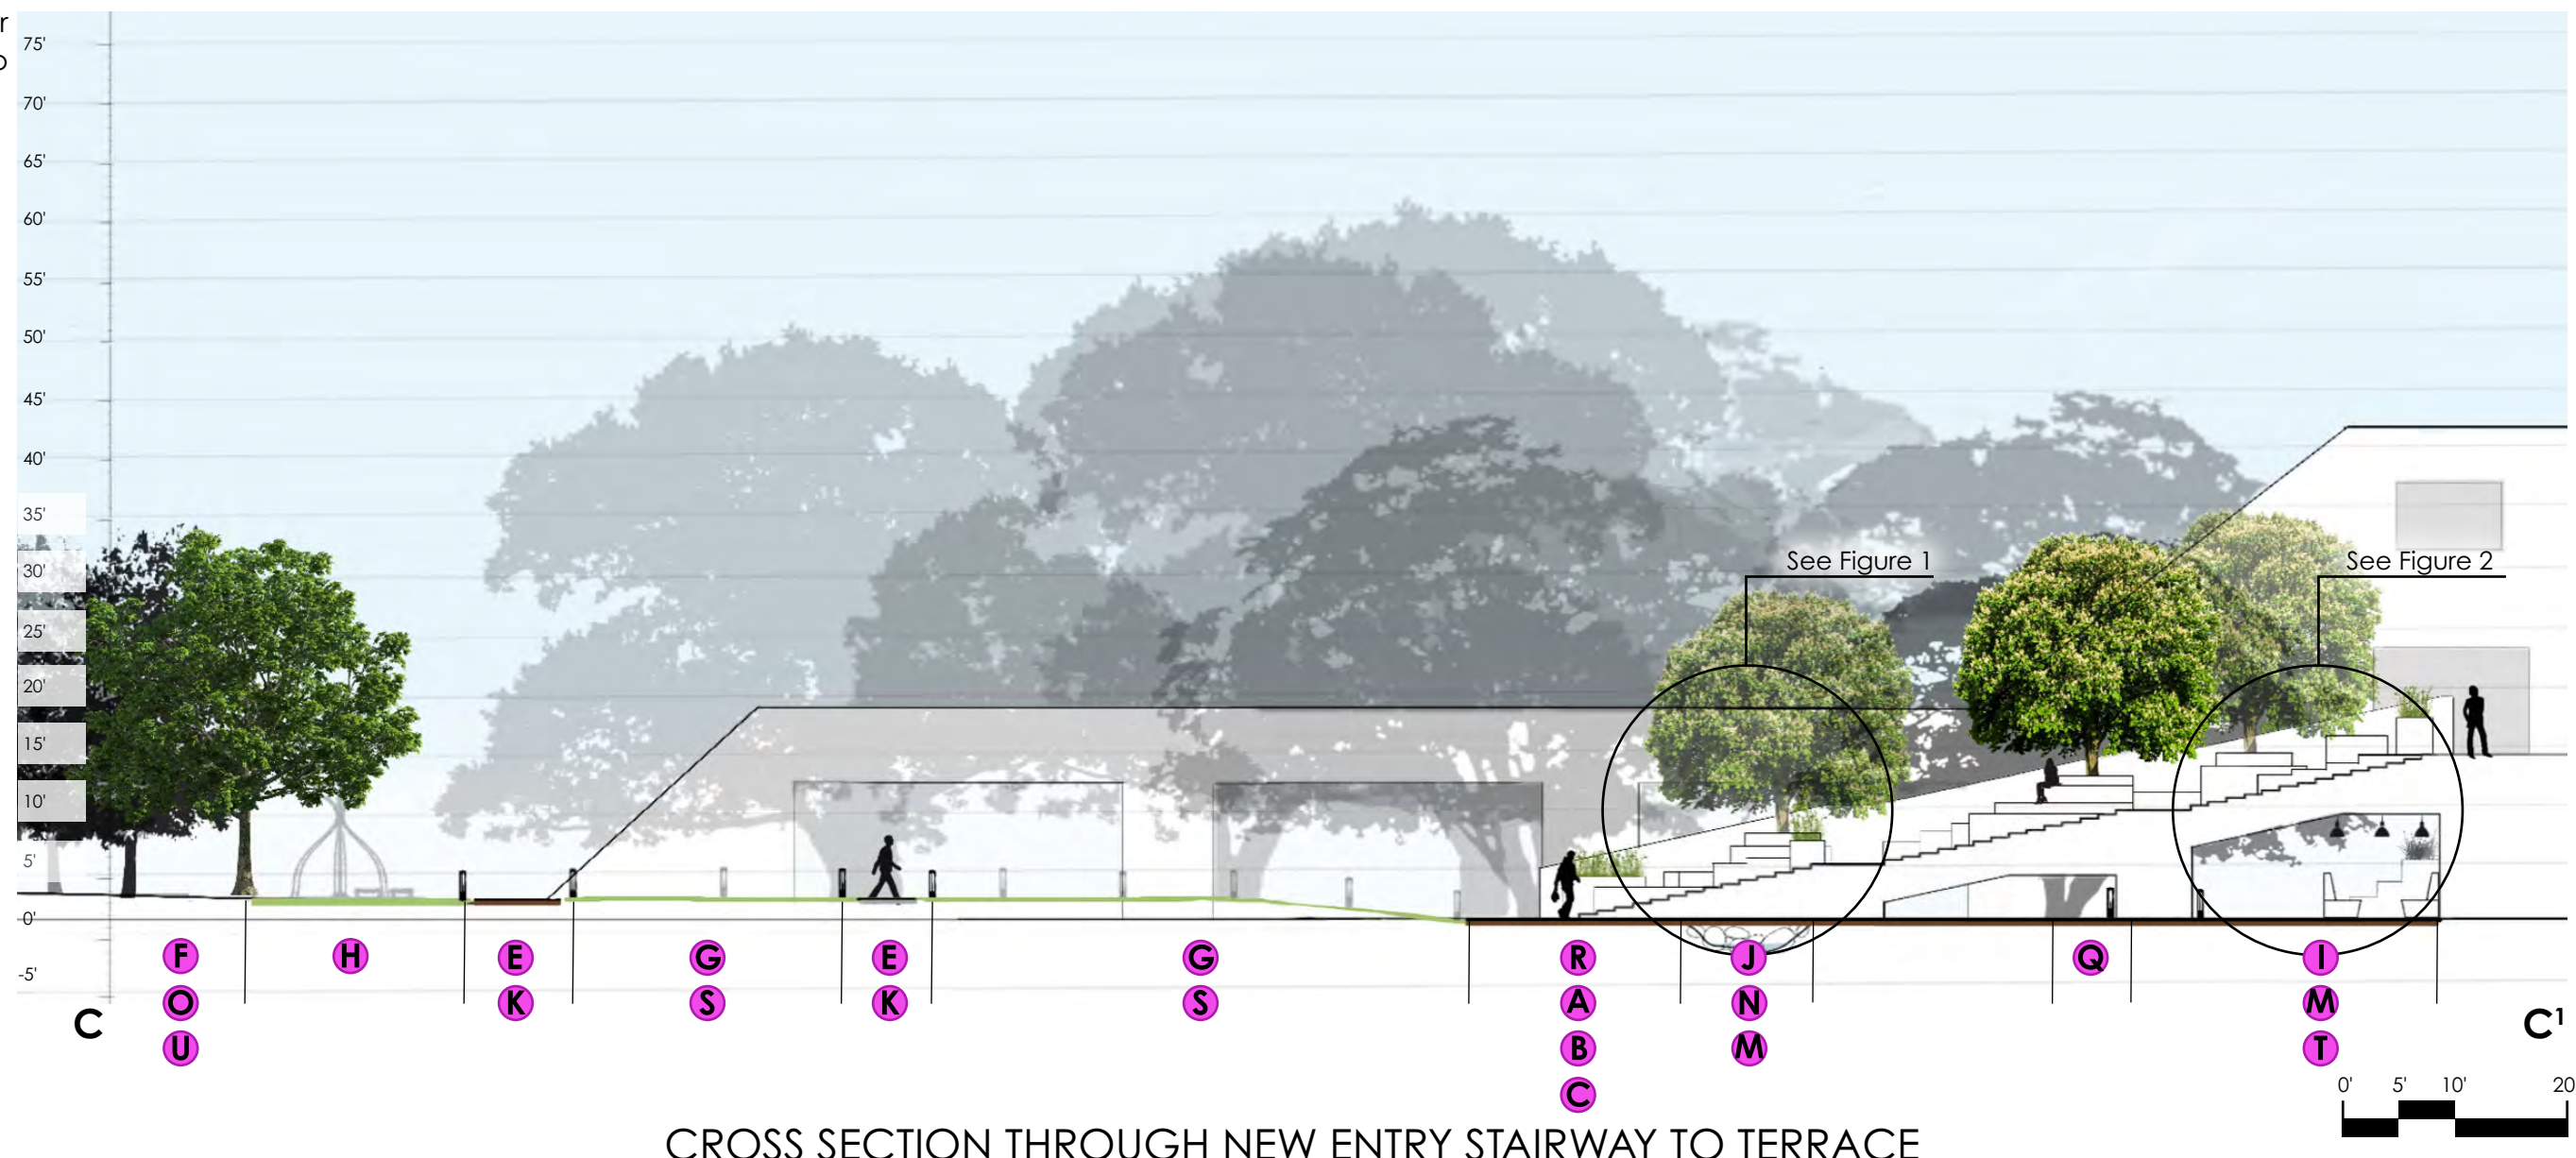 r
o
75'
70'
65'
60'
55'
50'
45'
40'
35'
30'
25'
20'
15'
10'
5'
0'
-5'
See Figure 1
See Figure 2
F H E G E G R J Q I
O K S K S A N M
U B M T
C
C C¹
0' 5' 10' 20
CROSS SECTION THROUGH NEW ENTRY STAIRWAY TO TERRACE